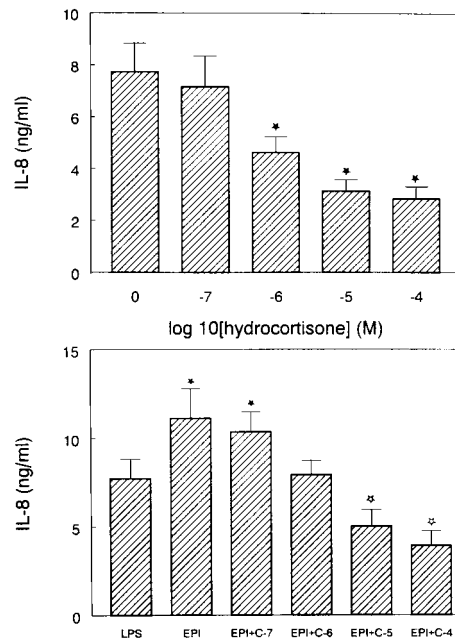 10
8
6
4
2
0
IL-8 (ng/ml)
0 -7 -6 -5 -4
log 10[hydrocortisone] (M)
15
10
5
0
IL-8 (ng/ml)
LPS EPI EPI+C-7 EPI+C-6 EPI+C-5 EPI+C-4